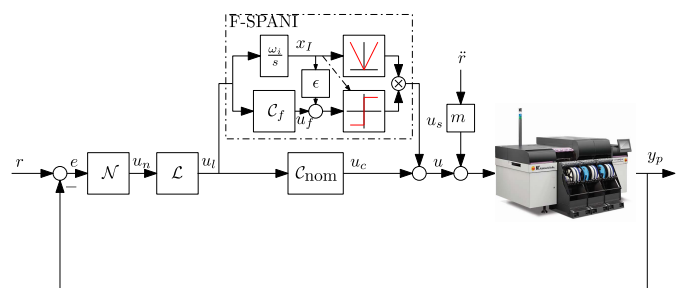 F-SPANI
ω_i/s
x_I
ϵ
C_f
u_f
r̈
m
u_s
r
e
−
N
u_n
L
u_l
C_nom
u_c
u
y_p